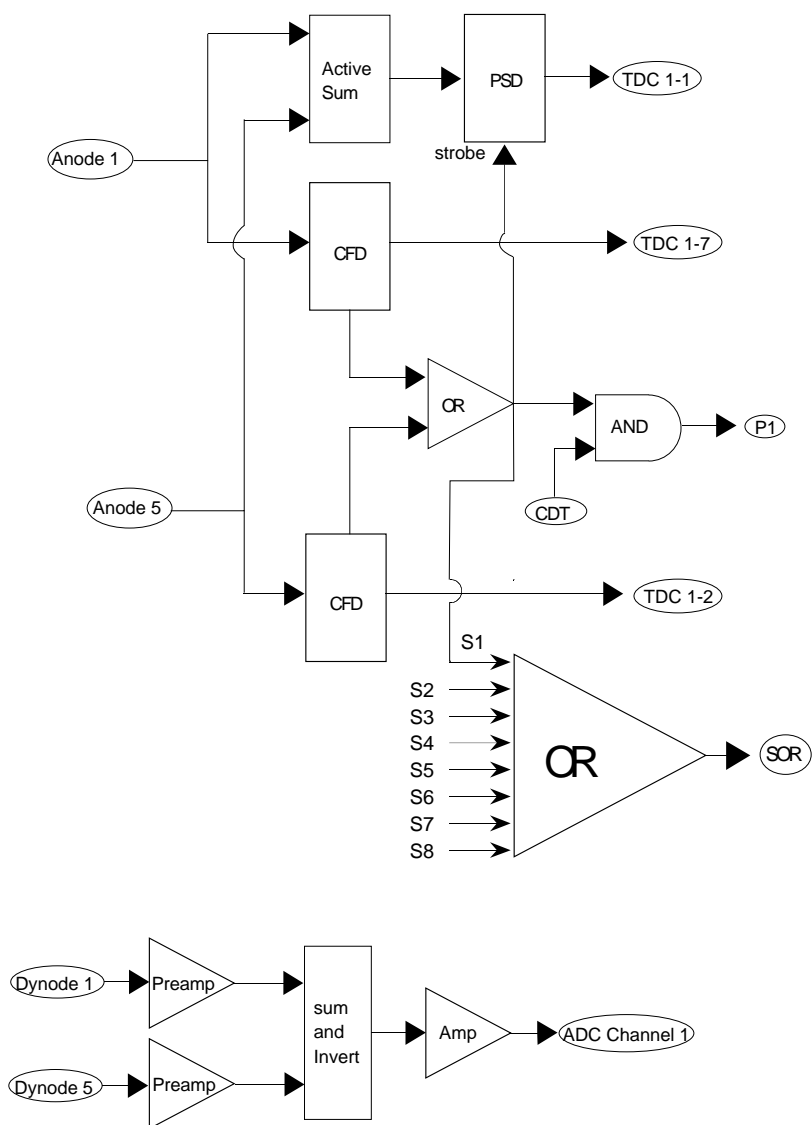 Active
Sum
PSD
TDC 1-1
Anode 1
strobe
CFD
TDC 1-7
OR
AND
P1
Anode 5
CDT
CFD
TDC 1-2
S1
S2
S3
S4
S5
S6
S7
S8
OR
SOR
Dynode 1
Preamp
sum
and
Invert
Amp
ADC Channel 1
Dynode 5
Preamp